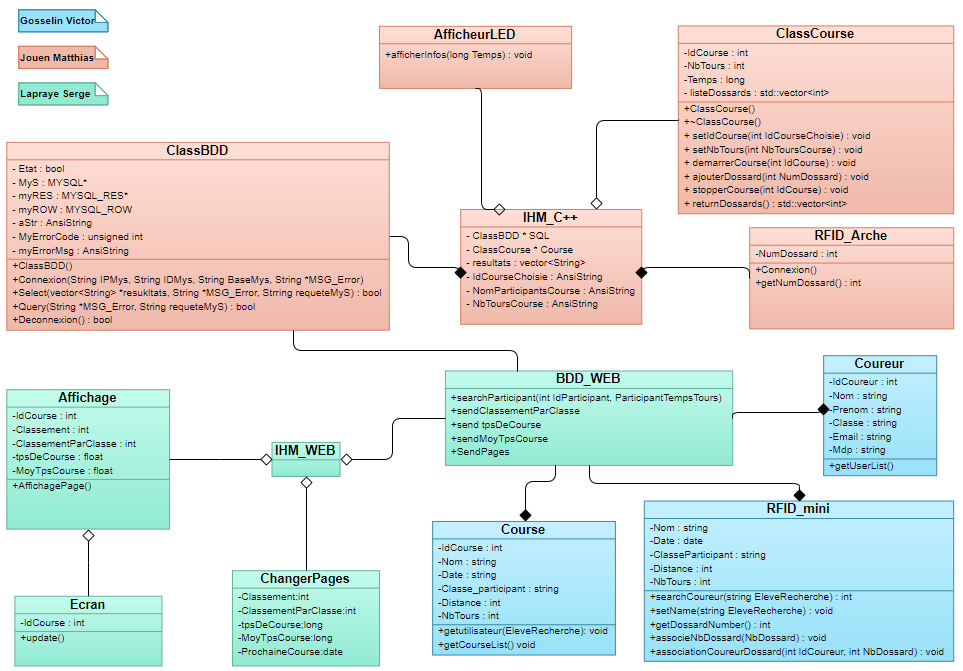 Gosselin Victor
Jouen Matthias
Lapraye Serge
AfficheurLED
+afficherInfos(long Temps) : void
ClassCourse
-IdCourse : int
-NbTours : int
-Temps : long
- listeDossards : std::vector<int>
+ClassCourse()
+~ClassCourse()
+ setIdCourse(int IdCourseChoisie) : void
+ setNbTours(int NbToursCourse) : void
+ demarrerCourse(int IdCourse) : void
+ ajouterDossard(int NumDossard) : void
+ stopperCourse(int IdCourse) : void
+ returnDossards() : std::vector<int>
ClassBDD
- Etat : bool
- MyS : MYSQL*
- myRES : MYSQL_RES*
- myROW : MYSQL_ROW
- aStr : AnsiString
- MyErrorCode : unsigned int
- myErrorMsg : AnsiString
+ClassBDD()
+Connexion(String IPMys, String IDMys, String BaseMys, String *MSG_Error)
+Select(vector<String> *resukltats, String *MSG_Error, String requeteMyS) : bool
+Query(String *MSG_Error, String requeteMyS) : bool
+Deconnexion() : bool
IHM_C++
- ClassBDD * SQL
- ClassCourse * Course
- resultats : vector<String>
- IdCourseChoisie : AnsiString
- NomParticipantsCourse : AnsiString
- NbToursCourse : AnsiString
RFID_Arche
-NumDossard : int
+Connexion()
+getNumDossard() : int
Affichage
-IdCourse : int
-Classement : int
-ClassementParClasse : int
-tpsDeCourse : float
-MoyTpsCourse : float
+AffichagePage()
IHM_WEB
BDD_WEB
+searchParticipant(int IdParticipant, ParticipantTempsTours)
+sendClassementParClasse
+send tpsDeCourse
+sendMoyTpsCourse
+SendPages
Coureur
-IdCoureur : int
-Nom : string
-Prenom : string
-Classe : string
-Email : string
-Mdp : string
+getUserList()
Ecran
-IdCourse : int
+update()
ChangerPages
-Classement:int
-ClassementParClasse:int
-tpsDeCourse;long
-MoyTpsCourse:long
-ProchaineCourse:date
Course
-IdCourse : int
-Nom : string
-Date : string
-Classe_participant : string
-Distance : int
-NbTours : int
+getutilisateur(EleveRecherche): void
+getCourseList() void
RFID_mini
-Nom : string
-Date : date
-ClasseParticipant : string
-Distance : int
-NbTours : int
+searchCoureur(string EleveRecherche) : int
+setName(string EleveRecherche) : void
+getDossardNumber() : int
+associeNbDossard(NbDossard) : void
+associationCoureurDossard(int IdCoureur, int NbDossard) : void